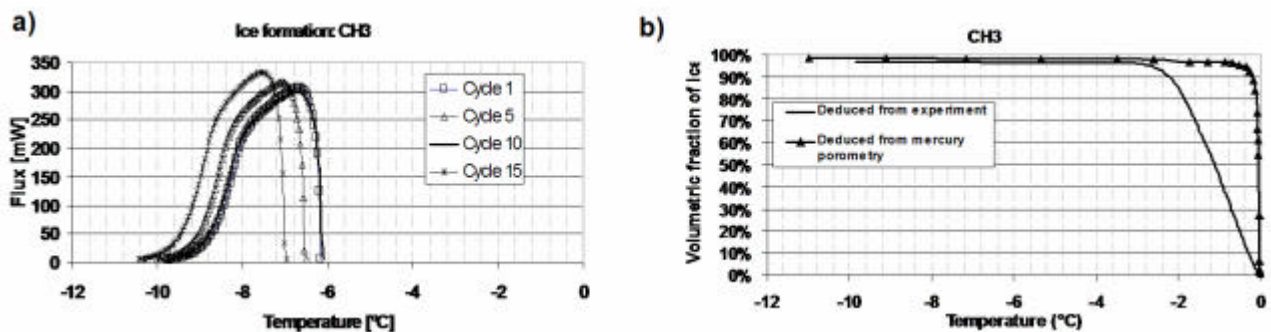 a)
Ice formation: CH3
350
300
250
200
150
100
50
0
Flux [mW]
-12 -10 -8 -6 -4 -2 0
Temperature [ºC]
Cycle 1
Cycle 5
Cycle 10
Cycle 15
b)
CH3
100%
90%
80%
70%
60%
50%
40%
30%
20%
10%
0%
Volumetric fraction of Ice
-12 -10 -8 -6 -4 -2 0
Temperature (°C)
Deduced from experiment
Deduced from mercury
porometry